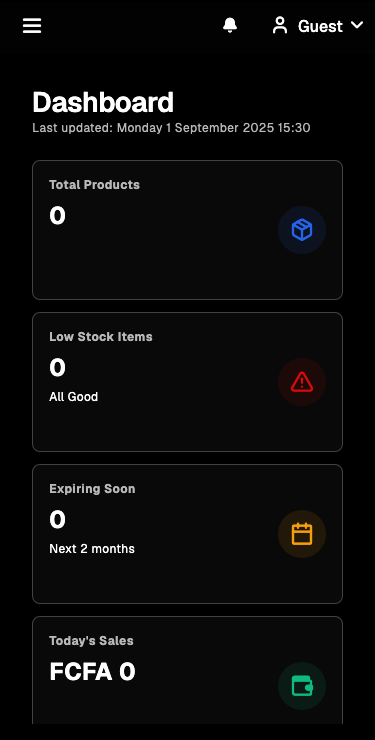 Guest
Dashboard
Last updated: Monday 1 September 2025 15:30
Total Products
0
Low Stock Items
0
All Good
Expiring Soon
0
Next 2 months
Today's Sales
FCFA 0